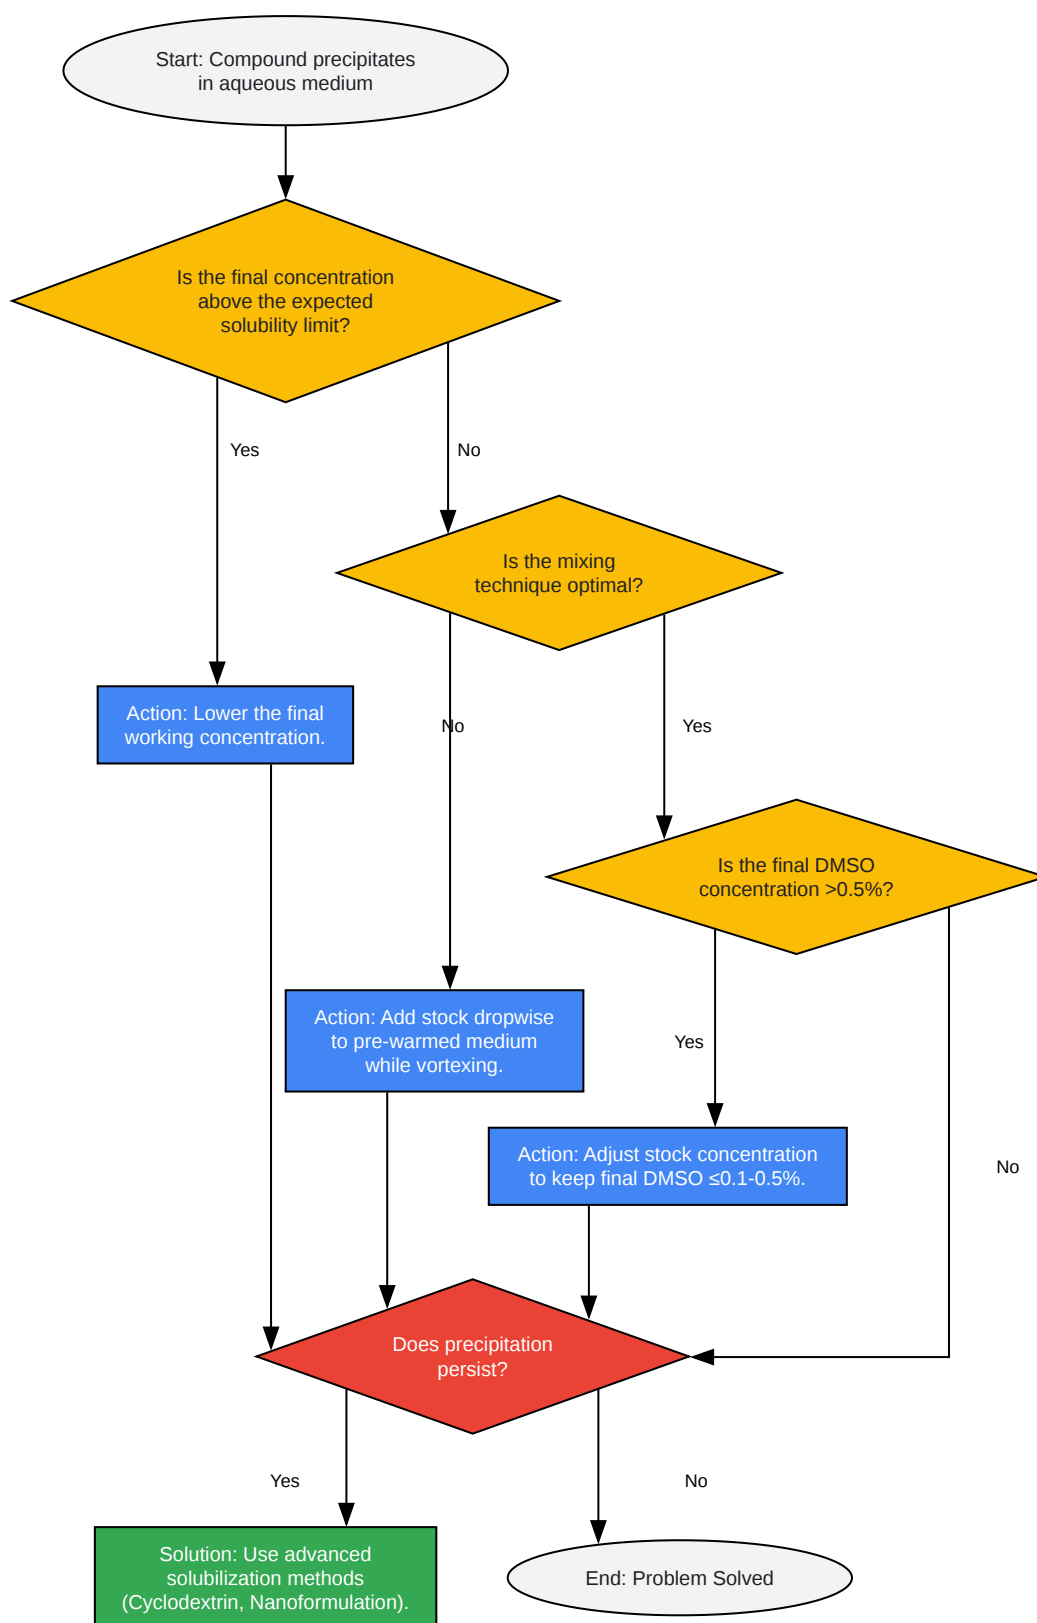 Start: Compound precipitates
in aqueous medium
Is the final concentration
above the expected
solubility limit?
Yes
No
Is the mixing
technique optimal?
Action: Lower the final
working concentration.
No
Yes
Is the final DMSO
concentration >0.5%?
Action: Add stock dropwise
to pre-warmed medium
while vortexing.
Yes
Action: Adjust stock concentration
to keep final DMSO ≤0.1-0.5%.
No
Does precipitation
persist?
Yes
No
Solution: Use advanced
solubilization methods
(Cyclodextrin, Nanoformulation).
End: Problem Solved